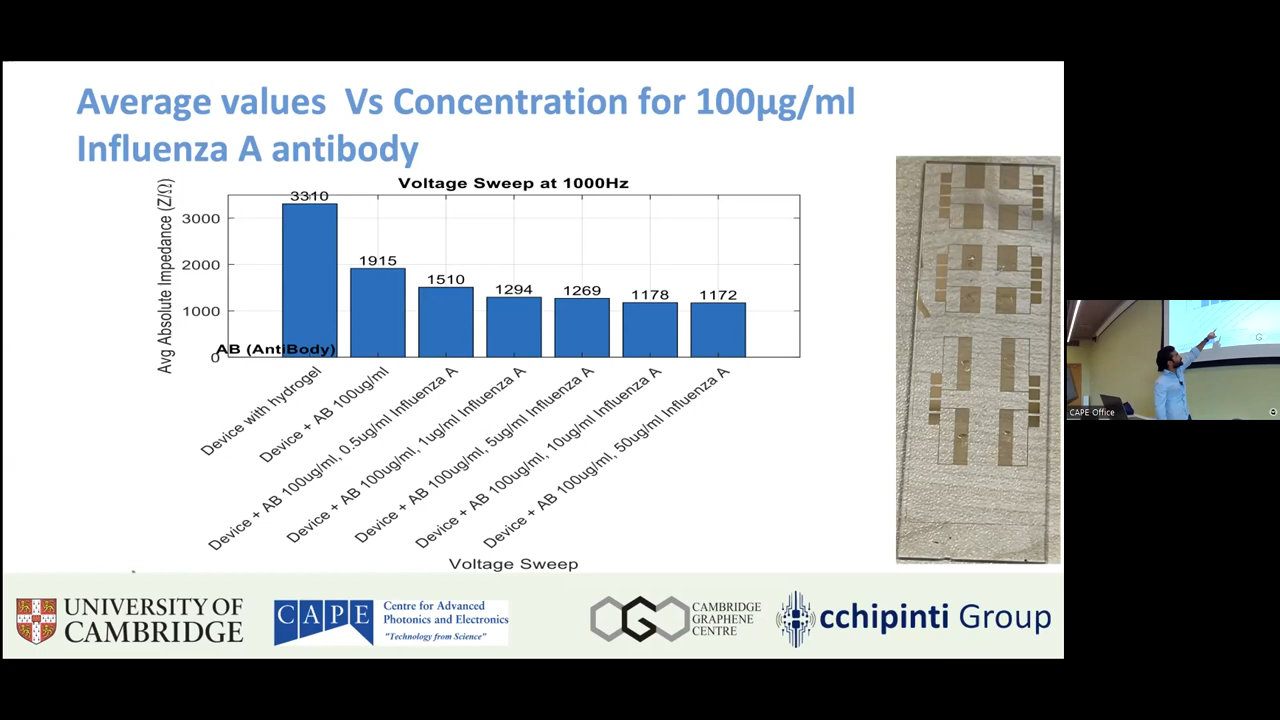 Average values Vs Concentration for 100µg/ml
Influenza A antibody
Voltage Sweep at 1000Hz
Avg Absolute Impedance (Z/Ω)
3000
2000
1000
0
3310
1915
1510
1294
1269
1178
1172
AB (AntiBody)
Device with hydrogel
Device + AB 100ug/ml
Device + AB 100ug/ml, 0.5ug/ml Influenza A
Device + AB 100ug/ml, 1ug/ml Influenza A
Device + AB 100ug/ml, 5ug/ml Influenza A
Device + AB 100ug/ml, 10ug/ml Influenza A
Device + AB 100ug/ml, 50ug/ml Influenza A
Voltage Sweep
CAPE Office
UNIVERSITY OF
CAMBRIDGE
CAPE
Centre for Advanced
Photonics and Electronics
"Technology from Science"
CGC
CAMBRIDGE
GRAPHENE
CENTRE
cchipinti Group